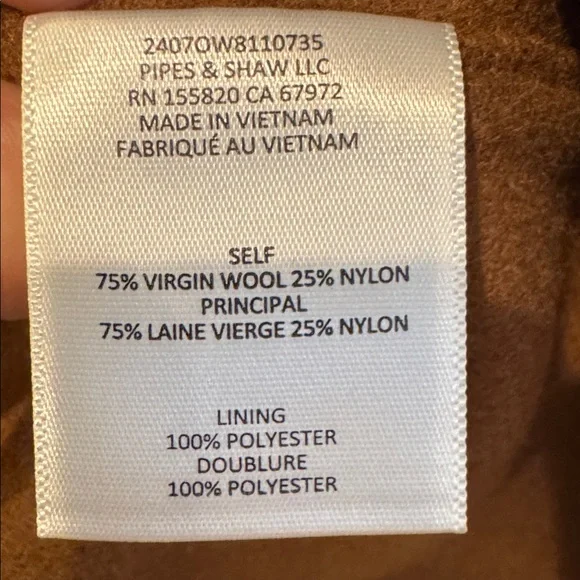 2407OW8110735
PIPES & SHAW LLC
RN 155820 CA 67972
MADE IN VIETNAM
FABRIQUÉ AU VIETNAM
SELF
75% VIRGIN WOOL 25% NYLON
PRINCIPAL
75% LAINE VIERGE 25% NYLON
LINING
100% POLYESTER
DOUBLURE
100% POLYESTER